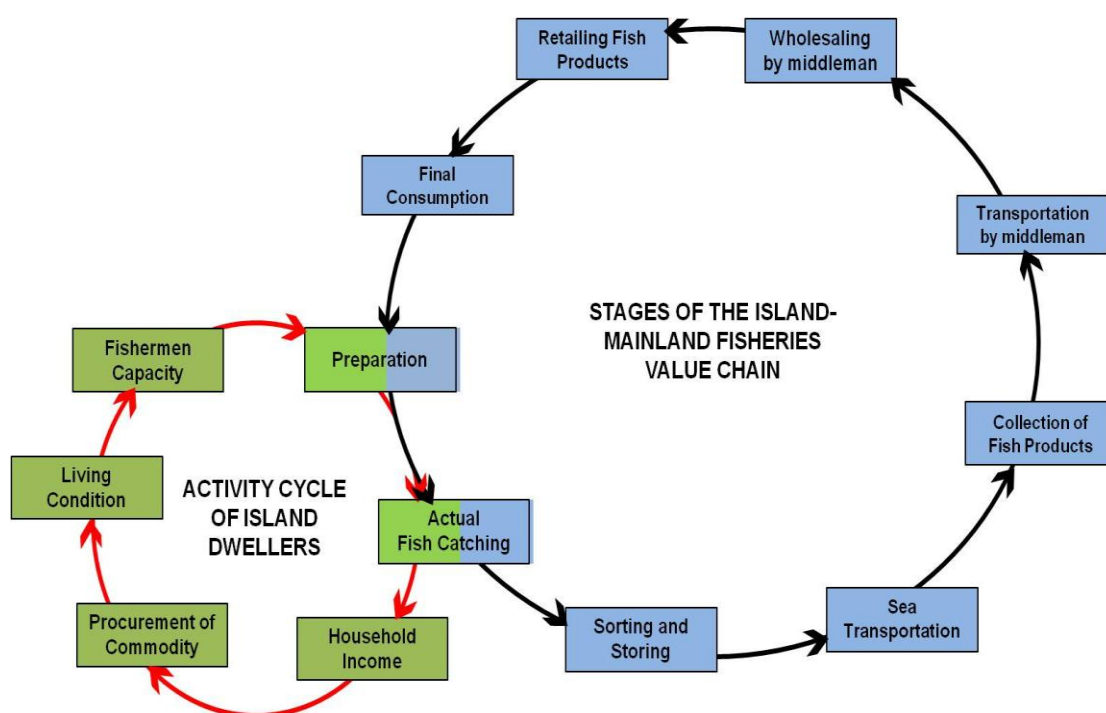 Retailing Fish
Products
Wholesaling
by middleman
Final
Consumption
Transportation
by middleman
STAGES OF THE ISLAND-
MAINLAND FISHERIES
VALUE CHAIN
Fishermen
Capacity
Preparation
Collection of
Fish Products
Living
Condition
ACTIVITY CYCLE
OF ISLAND
DWELLERS
Actual
Fish Catching
Procurement of
Commodity
Household
Income
Sorting and
Storing
Sea
Transportation